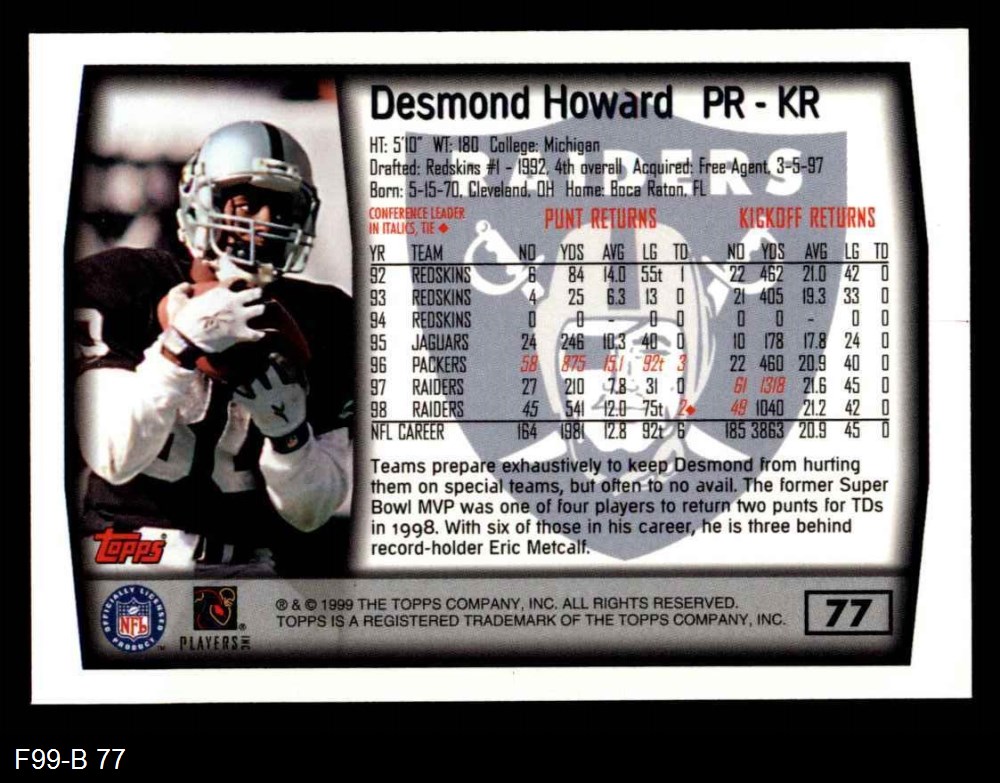 Desmond Howard PR - KR
HT: 5'10" WT: 180 College: Michigan
Drafted: Redskins #1 - 1992, 4th overall Acquired: Free Agent, 3-5-97
Born: 5-15-70, Cleveland, OH Home: Boca Raton, FL
RAIDERS
CONFERENCE LEADER
IN ITALICS, TIE ◆
PUNT RETURNS KICKOFF RETURNS
YR TEAM NO YDS AVG LG TD NO YDS AVG LG TD
92 REDSKINS 6 84 14.0 55t 1 22 462 21.0 42 0
93 REDSKINS 4 25 6.3 13 0 21 405 19.3 33 0
94 REDSKINS 0 0 - 0 0 0 0 - 0 0
95 JAGUARS 24 246 10.3 40 0 10 178 17.8 24 0
96 PACKERS 58 875 15.1 92t 3 22 460 20.9 40 0
97 RAIDERS 27 210 7.8 31 0 61 1318 21.6 45 0
98 RAIDERS 45 541 12.0 75t 2◆ 49 1040 21.2 42 0
NFL CAREER 164 1981 12.8 92t 6 185 3863 20.9 45 0
Teams prepare exhaustively to keep Desmond from hurting
them on special teams, but often to no avail. The former Super
Bowl MVP was one of four players to return two punts for TDs
in 1998. With six of those in his career, he is three behind
record-holder Eric Metcalf.
Topps
OFFICIALLY LICENSED
NFL
PRODUCT
™
PLAYERS INC
®
® & © 1999 THE TOPPS COMPANY, INC. ALL RIGHTS RESERVED.
TOPPS IS A REGISTERED TRADEMARK OF THE TOPPS COMPANY, INC.
77
F99-B 77